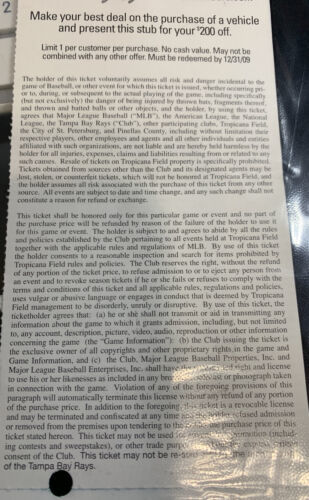 2
Make your best deal on the purchase of a vehicle
and present this stub for your $200 off.
Limit 1 per customer per purchase. No cash value. May not be
combined with any other offer. Must be redeemed by 12/31/09
The holder of this ticket voluntarily assumes all risk and danger incidental to the
game of Baseball, or other event for which this ticket is issued, whether occurring pri-
or to, during, or subsequent to the actual playing of the game, including specifically
(but not exclusively) the danger of being injured by thrown bats, fragments thereof,
and thrown and batted balls or other objects, and the holder, by using this ticket,
agrees that Major League Baseball ("MLB"), the American League, the National
League, the Tampa Bay Rays ("Club"), other participating clubs, Tropicana Field,
the City of St. Petersburg, and Pinellas County, including without limitation their
respective players, other employees and agents and all other individuals and entities
affiliated with such organizations, are not liable and are hereby held harmless by the
holder for all injuries, expenses, claims and liabilities resulting from or related to any
such causes. Resale of tickets on Tropicana Field property is specifically prohibited.
Tickets obtained from sources other than the Club and its designated agents may be
lost, stolen, or counterfeit tickets, which will not be honored at Tropicana Field, and
the holder assumes all risk associated with the purchase of this ticket from any other
source. All events are subject to date and time change, and any such change shall not
constitute a reason for refund or exchange.
This ticket shall be honored only for this particular game or event and no part of
the purchase price will be refunded by reason of the failure of the holder to use it
for this game or event. The holder is subject to and agrees to abide by all the rules
and policies established by the Club pertaining to all events held at Tropicana Field
together with the applicable rules and regulations of MLB. By use of this ticket
the holder consents to a reasonable inspection and search for items prohibited by
Tropicana Field rules and policies. The Club reserves the right, without the refund
of any portion of the ticket price, to refuse admission to or eject any person from
an event and to revoke season tickets if he or she fails or refuses to comply with the
terms and conditions of this ticket and all applicable rules, regulations and policies,
uses vulgar or abusive language or engages in conduct that is deemed by Tropicana
Field management to be disorderly, unruly or disruptive. By use of this ticket, the
ticketholder agrees that: (a) he or she shall not transmit or aid in transmitting any
information about the game to which it grants admission, including, but not limited
to, any account, description, picture, video, audio, reproduction or other information
concerning the game (the "Game Information"): (b) the Club issuing the ticket is
the exclusive owner of all copyrights and other proprietary rights in the game and
Game Information, and (c) the Club, Major League Baseball Properties, Inc. and
Major League Baseball Enterprises, Inc. shall have right and license
to use his or her likenesses as included in any or photograph taken
in connection with the game. Violation of any of the foregoing provisions of this
paragraph will automatically terminate this license without any refund of any portion
of the purchase price. In addition to the foregoing, this ticket is a revocable license
and may be terminated and confiscated at any time refused admission
or removed from the premises upon tendering to the purchase price of this
ticket stated hereon. This ticket may not be used (includ-
ing contests and sweepstakes), or other trade the
consent of the Club. This ticket may not be
of the Tampa Bay Rays.